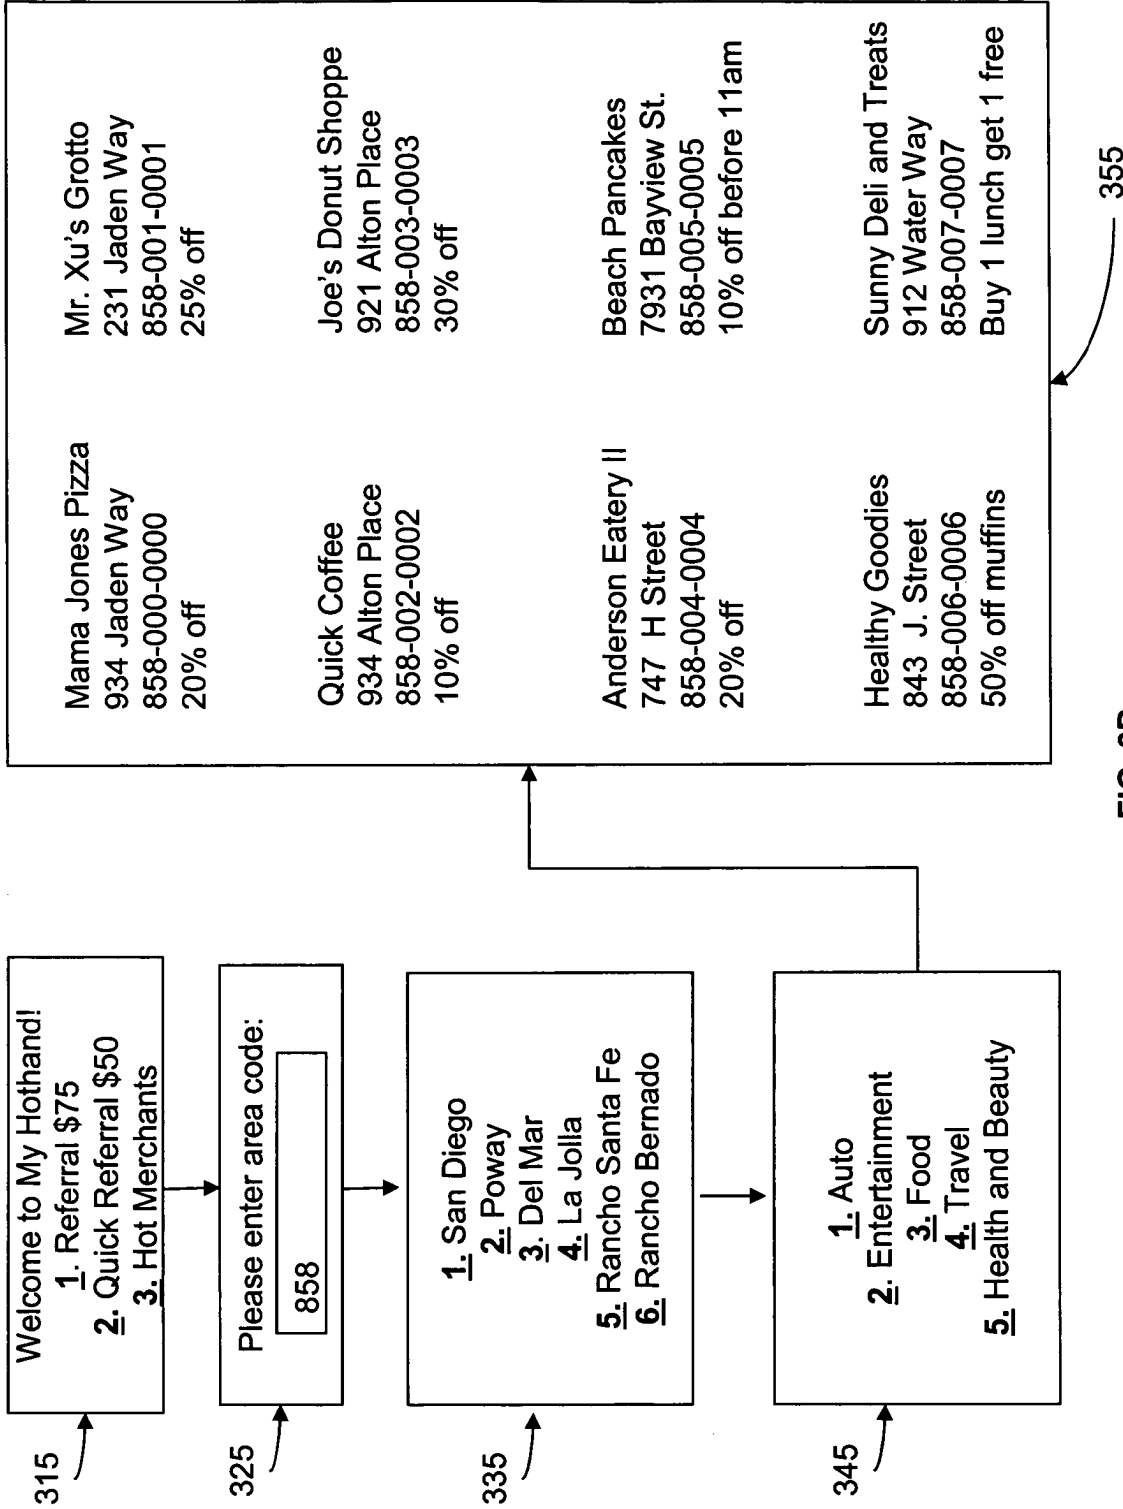 315
Welcome to My Hothand!
1. Referral $75
2. Quick Referral $50
3. Hot Merchants
325
Please enter area code:
858
335
1. San Diego
2. Poway
3. Del Mar
4. La Jolla
5. Rancho Santa Fe
6. Rancho Bernado
345
1. Auto
2. Entertainment
3. Food
4. Travel
5. Health and Beauty
Mama Jones Pizza
934 Jaden Way
858-000-0000
20% off
Mr. Xu's Grotto
231 Jaden Way
858-001-0001
25% off
Quick Coffee
934 Alton Place
858-002-0002
10% off
Joe's Donut Shoppe
921 Alton Place
858-003-0003
30% off
Anderson Eatery II
747 H Street
858-004-0004
20% off
Beach Pancakes
7931 Bayview St.
858-005-0005
10% off before 11am
Healthy Goodies
843 J. Street
858-006-0006
50% off muffins
Sunny Deli and Treats
912 Water Way
858-007-0007
Buy 1 lunch get 1 free
355